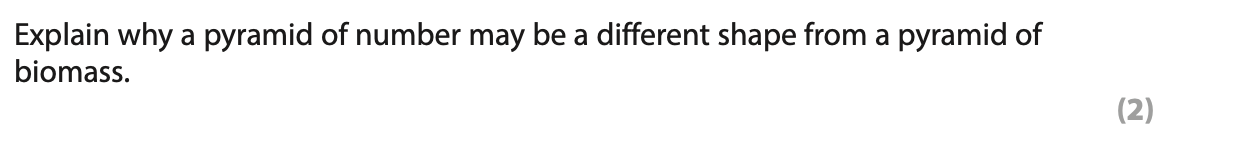 Explain why a pyramid of number may be a different shape from a pyramid of
biomass.
(2)